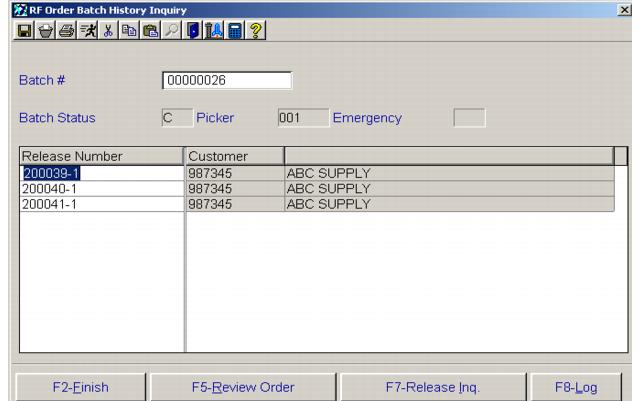 RF Order Batch History Inquiry
Batch # 00000026
Batch Status C Picker 001 Emergency
Release Number Customer
200039-1 987345 ABC SUPPLY
200040-1 987345 ABC SUPPLY
200041-1 987345 ABC SUPPLY
F2-Finish F5-Review Order F7-Release Inq. F8-Log